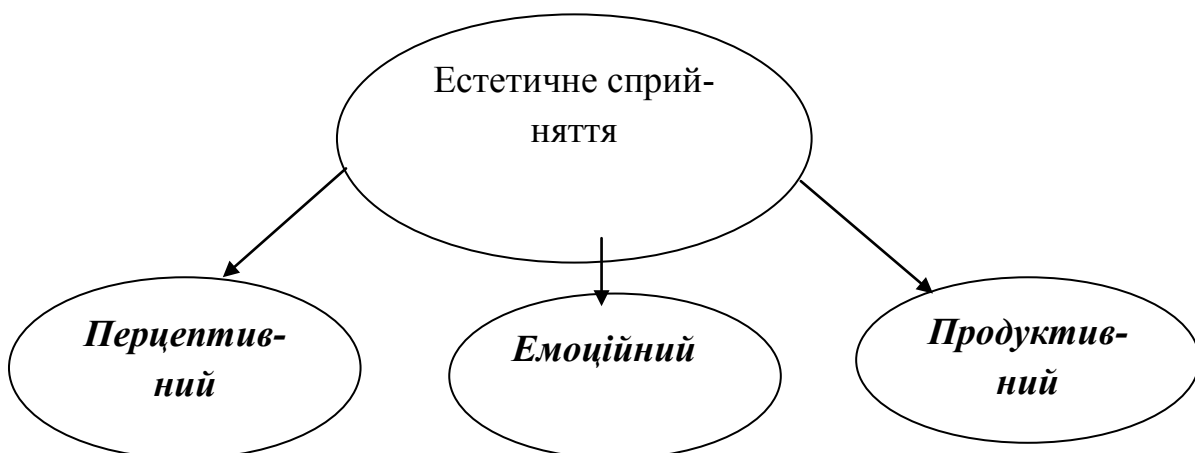 Естетичне сприй-
няття
Перцептив-
ний
Емоційний
Продуктив-
ний